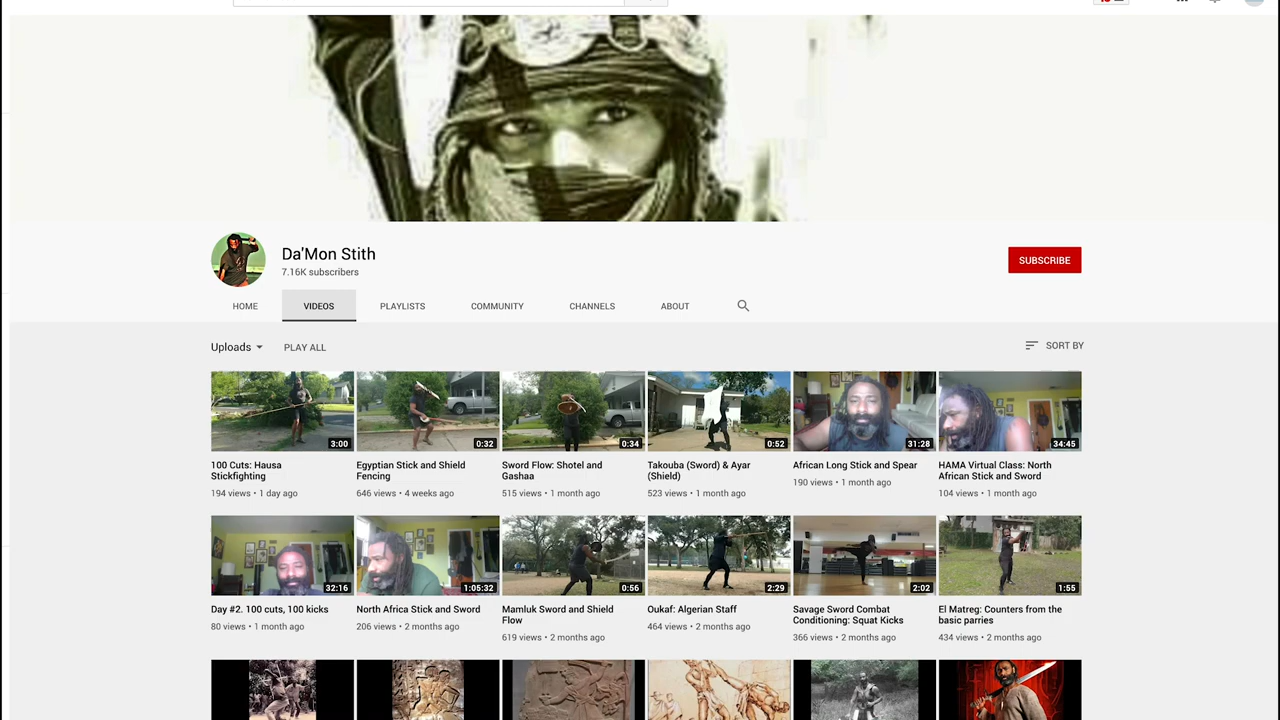 Da'Mon Stith
7.16K subscribers
SUBSCRIBE
HOME VIDEOS PLAYLISTS COMMUNITY CHANNELS ABOUT
Uploads PLAY ALL SORT BY
3:00 0:32 0:34 0:52 31:28 34:45
100 Cuts: Hausa Stickfighting
194 views • 1 day ago
Egyptian Stick and Shield Fencing
646 views • 4 weeks ago
Sword Flow: Shotel and Gashaa
515 views • 1 month ago
Takouba (Sword) & Ayar (Shield)
523 views • 1 month ago
African Long Stick and Spear
190 views • 1 month ago
HAMA Virtual Class: North African Stick and Sword
104 views • 1 month ago
32:16 1:05:32 0:56 2:29 2:02 1:55
Day #2. 100 cuts, 100 kicks
80 views • 1 month ago
North Africa Stick and Sword
206 views • 2 months ago
Mamluk Sword and Shield Flow
619 views • 2 months ago
Oukaf: Algerian Staff
464 views • 2 months ago
Savage Sword Combat Conditioning: Squat Kicks
366 views • 2 months ago
El Matreg: Counters from the basic parries
434 views • 2 months ago